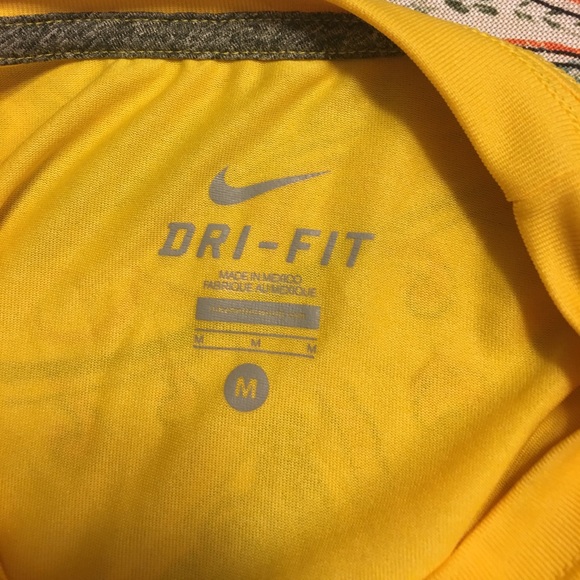 DRI-FIT
MADE IN MEXICO
FABRIQUE AU MEXIQUE
M M M
M